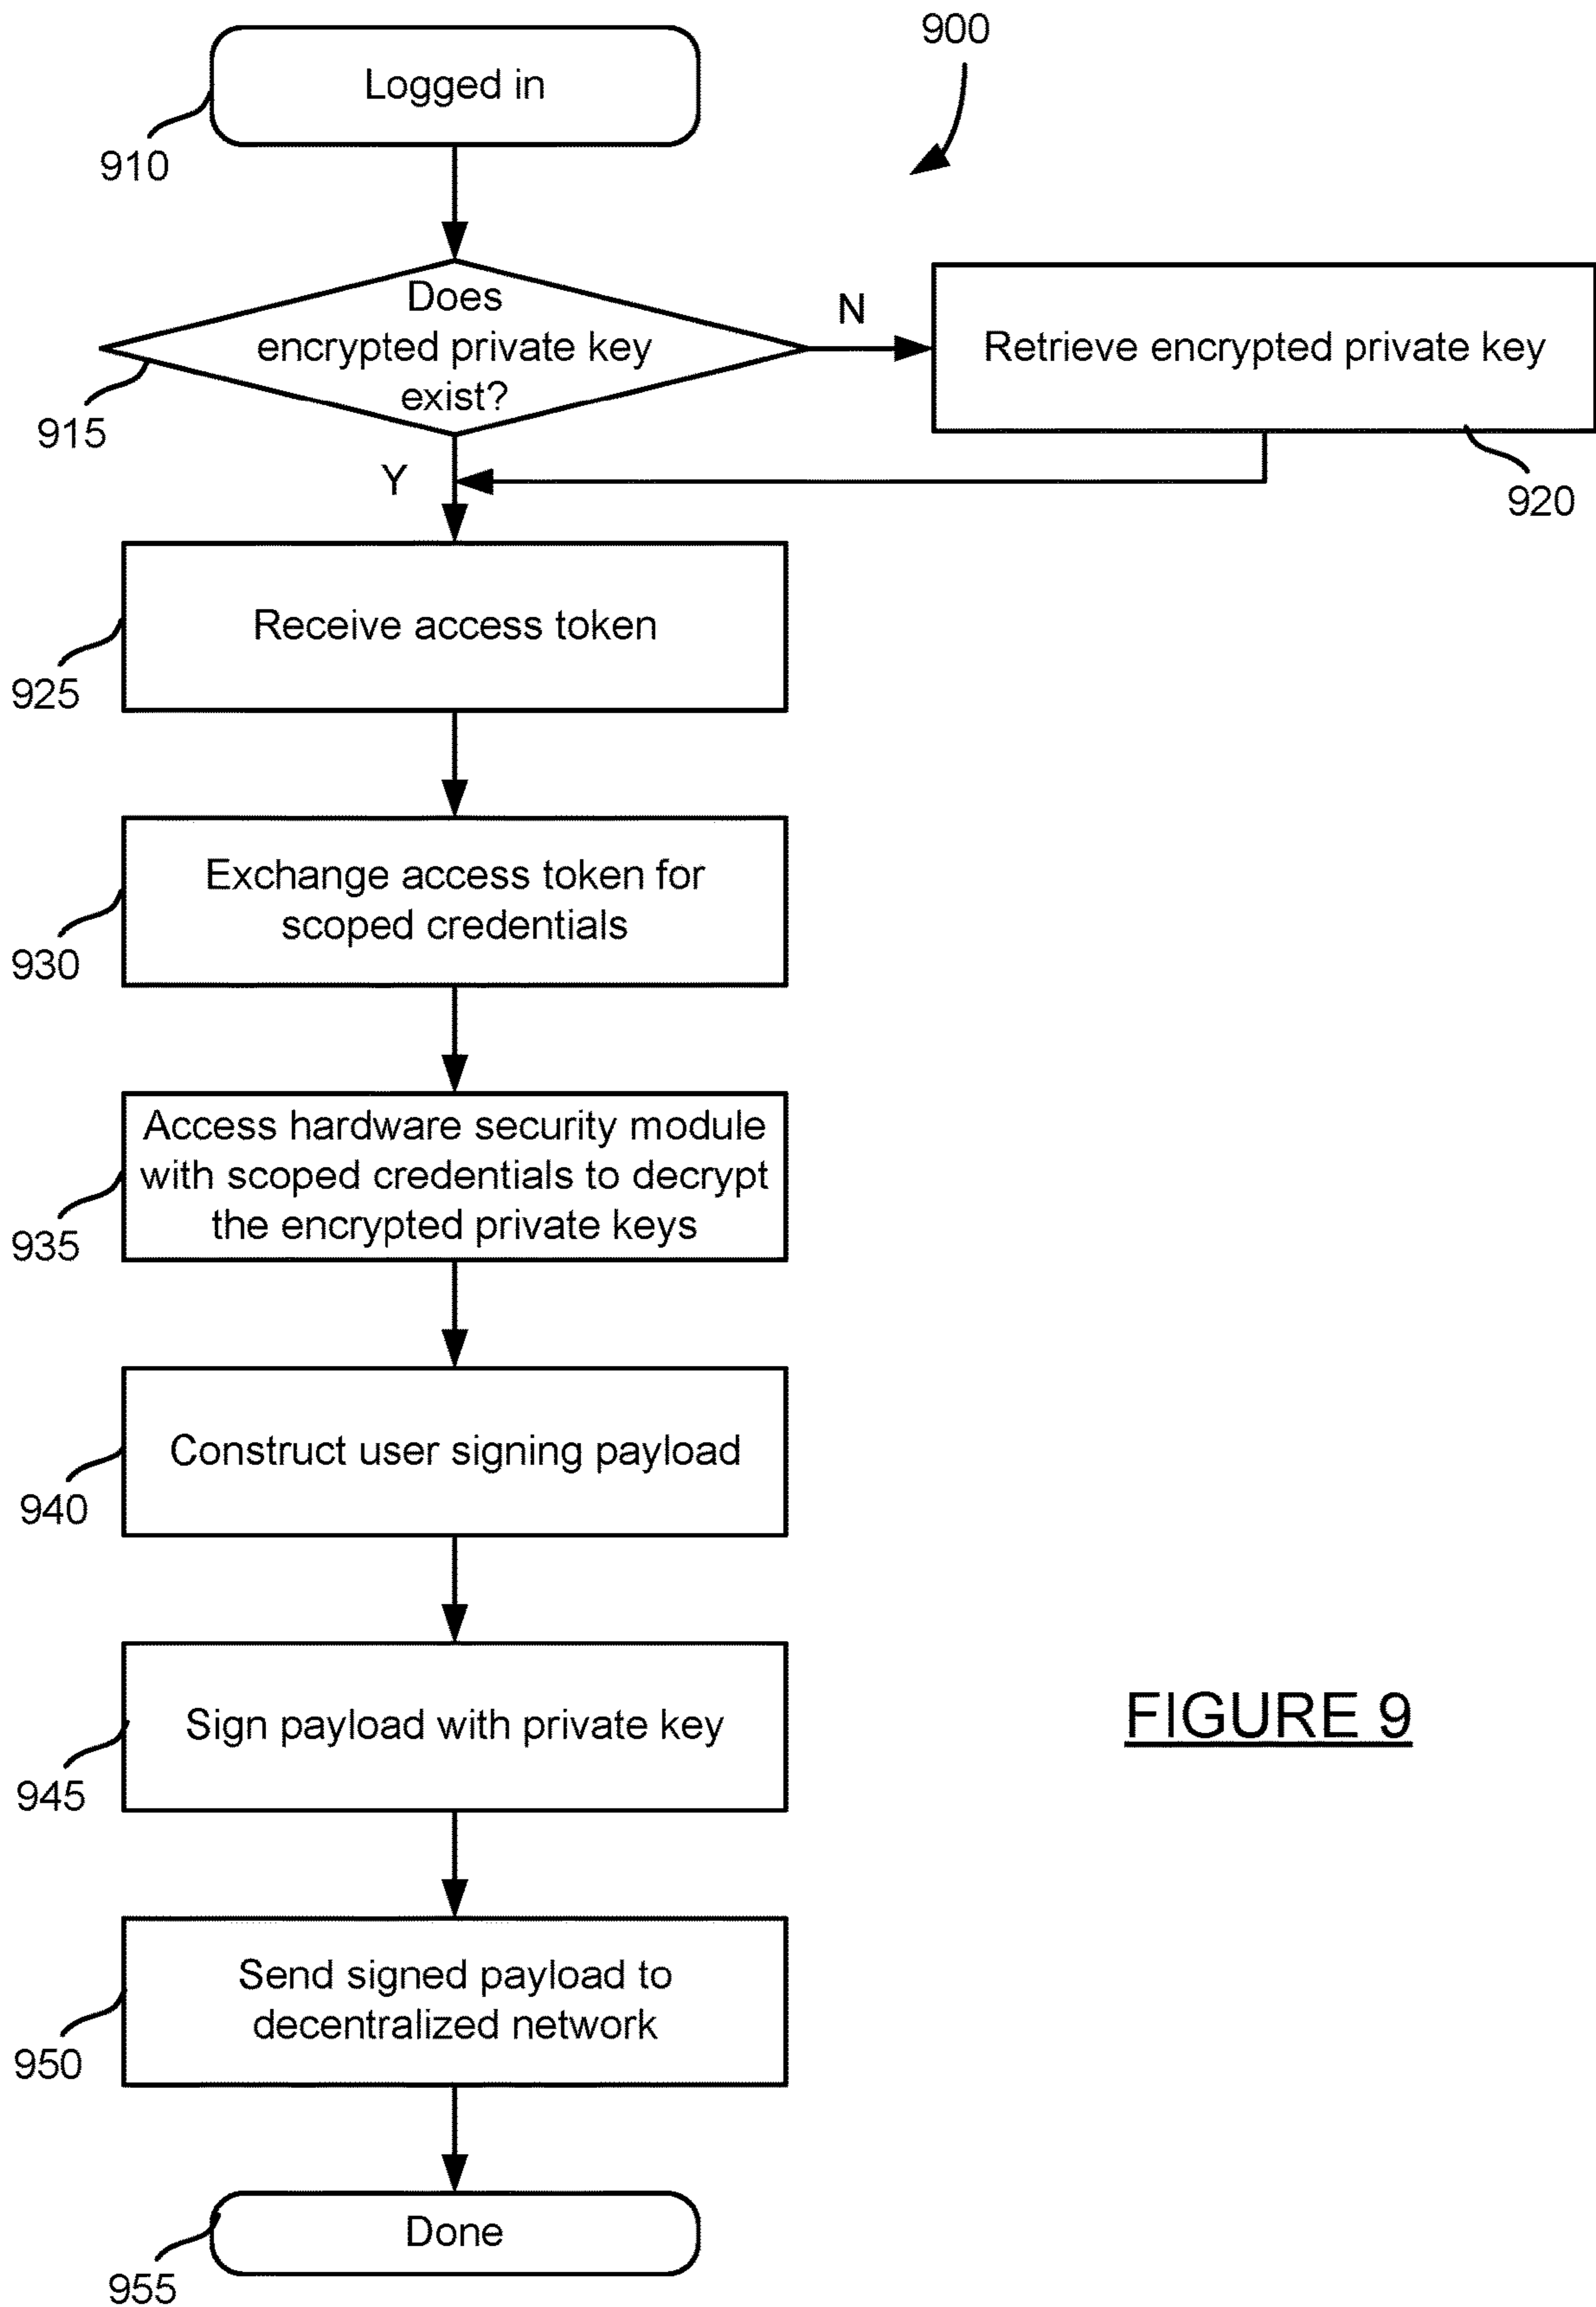 900
Logged in
910
Does
encrypted private key
exist?
N
Retrieve encrypted private key
915
Y
920
Receive access token
925
Exchange access token for
scoped credentials
930
Access hardware security module
with scoped credentials to decrypt
the encrypted private keys
935
Construct user signing payload
940
Sign payload with private key
945
FIGURE 9
Send signed payload to
decentralized network
950
Done
955